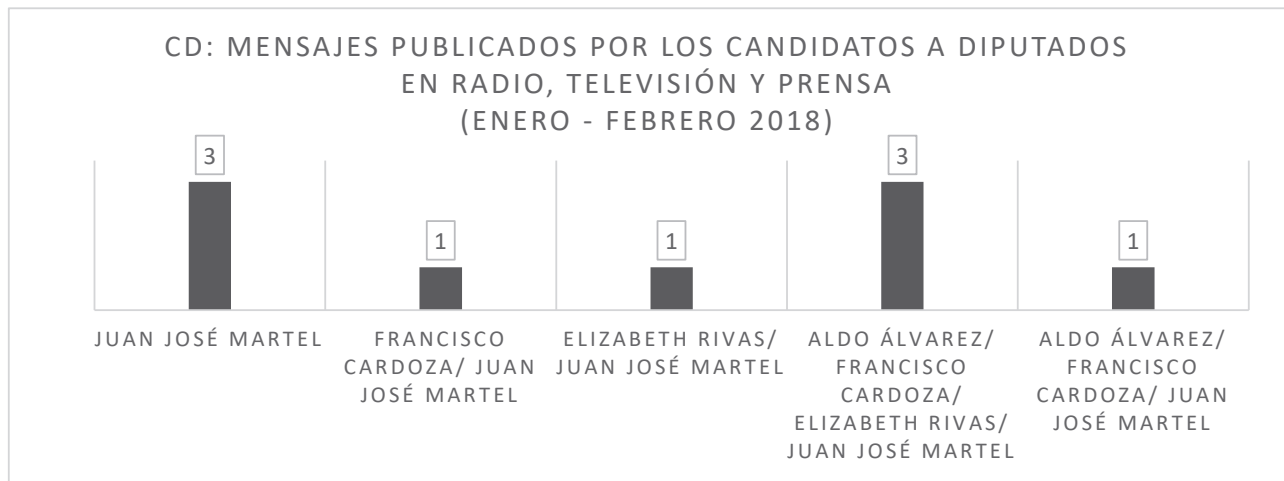 CD: MENSAJES PUBLICADOS POR LOS CANDIDATOS A DIPUTADOS
EN RADIO, TELEVISIÓN Y PRENSA
(ENERO - FEBRERO 2018)
3
1
1
3
1
JUAN JOSÉ MARTEL
FRANCISCO
CARDOZA/ JUAN
JOSÉ MARTEL
ELIZABETH RIVAS/
JUAN JOSÉ MARTEL
ALDO ÁLVAREZ/
FRANCISCO
CARDOZA/
ELIZABETH RIVAS/
JUAN JOSÉ MARTEL
ALDO ÁLVAREZ/
FRANCISCO
CARDOZA/ JUAN
JOSÉ MARTEL